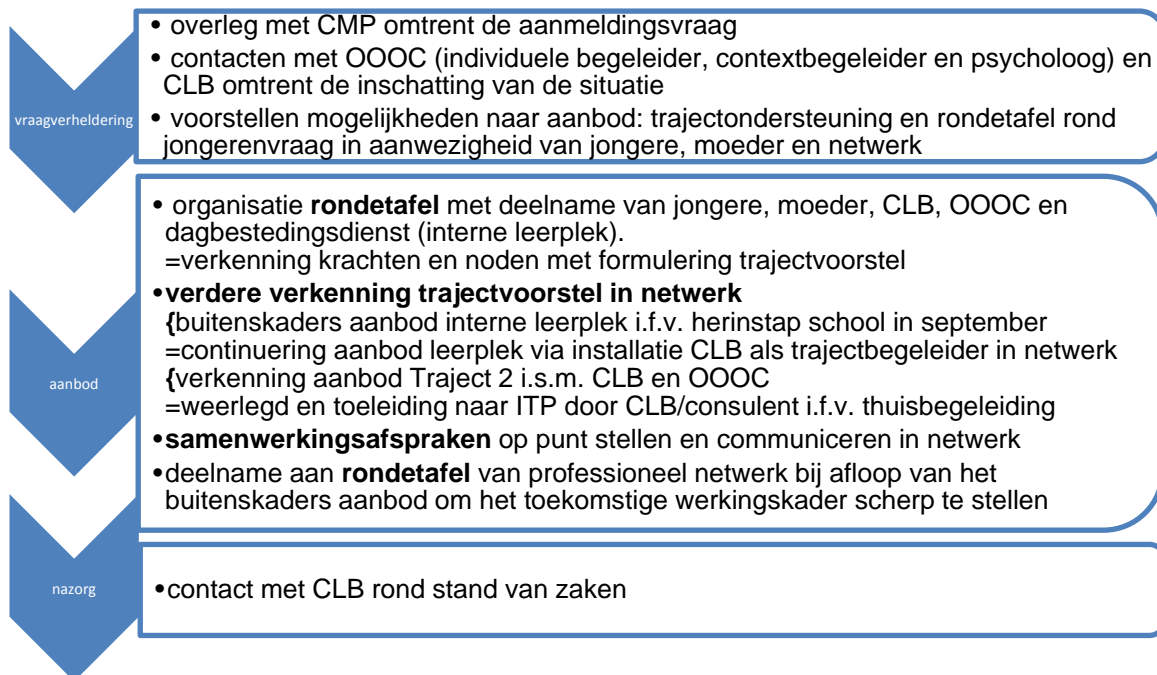 vraagverheldering
• overleg met CMP omtrent de aanmeldingsvraag
• contacten met OOOC (individuele begeleider, contextbegeleider en psycholoog) en
CLB omtrent de inschatting van de situatie
• voorstellen mogelijkheden naar aanbod: trajectondersteuning en rondetafel rond
jongerenvraag in aanwezigheid van jongere, moeder en netwerk
aanbod
• organisatie rondetafel met deelname van jongere, moeder, CLB, OOOC en
dagbestedingsdienst (interne leerplek).
=verkenning krachten en noden met formulering trajectvoorstel
•verdere verkenning trajectvoorstel in netwerk
{buitenskaders aanbod interne leerplek i.f.v. herinstap school in september
=continuering aanbod leerplek via installatie CLB als trajectbegeleider in netwerk
{verkenning aanbod Traject 2 i.s.m. CLB en OOOC
=weerlegd en toeleiding naar ITP door CLB/consulent i.f.v. thuisbegeleiding
•samenwerkingsafspraken op punt stellen en communiceren in netwerk
•deelname aan rondetafel van professioneel netwerk bij afloop van het
buitenskaders aanbod om het toekomstige werkingskader scherp te stellen
nazorg
•contact met CLB rond stand van zaken